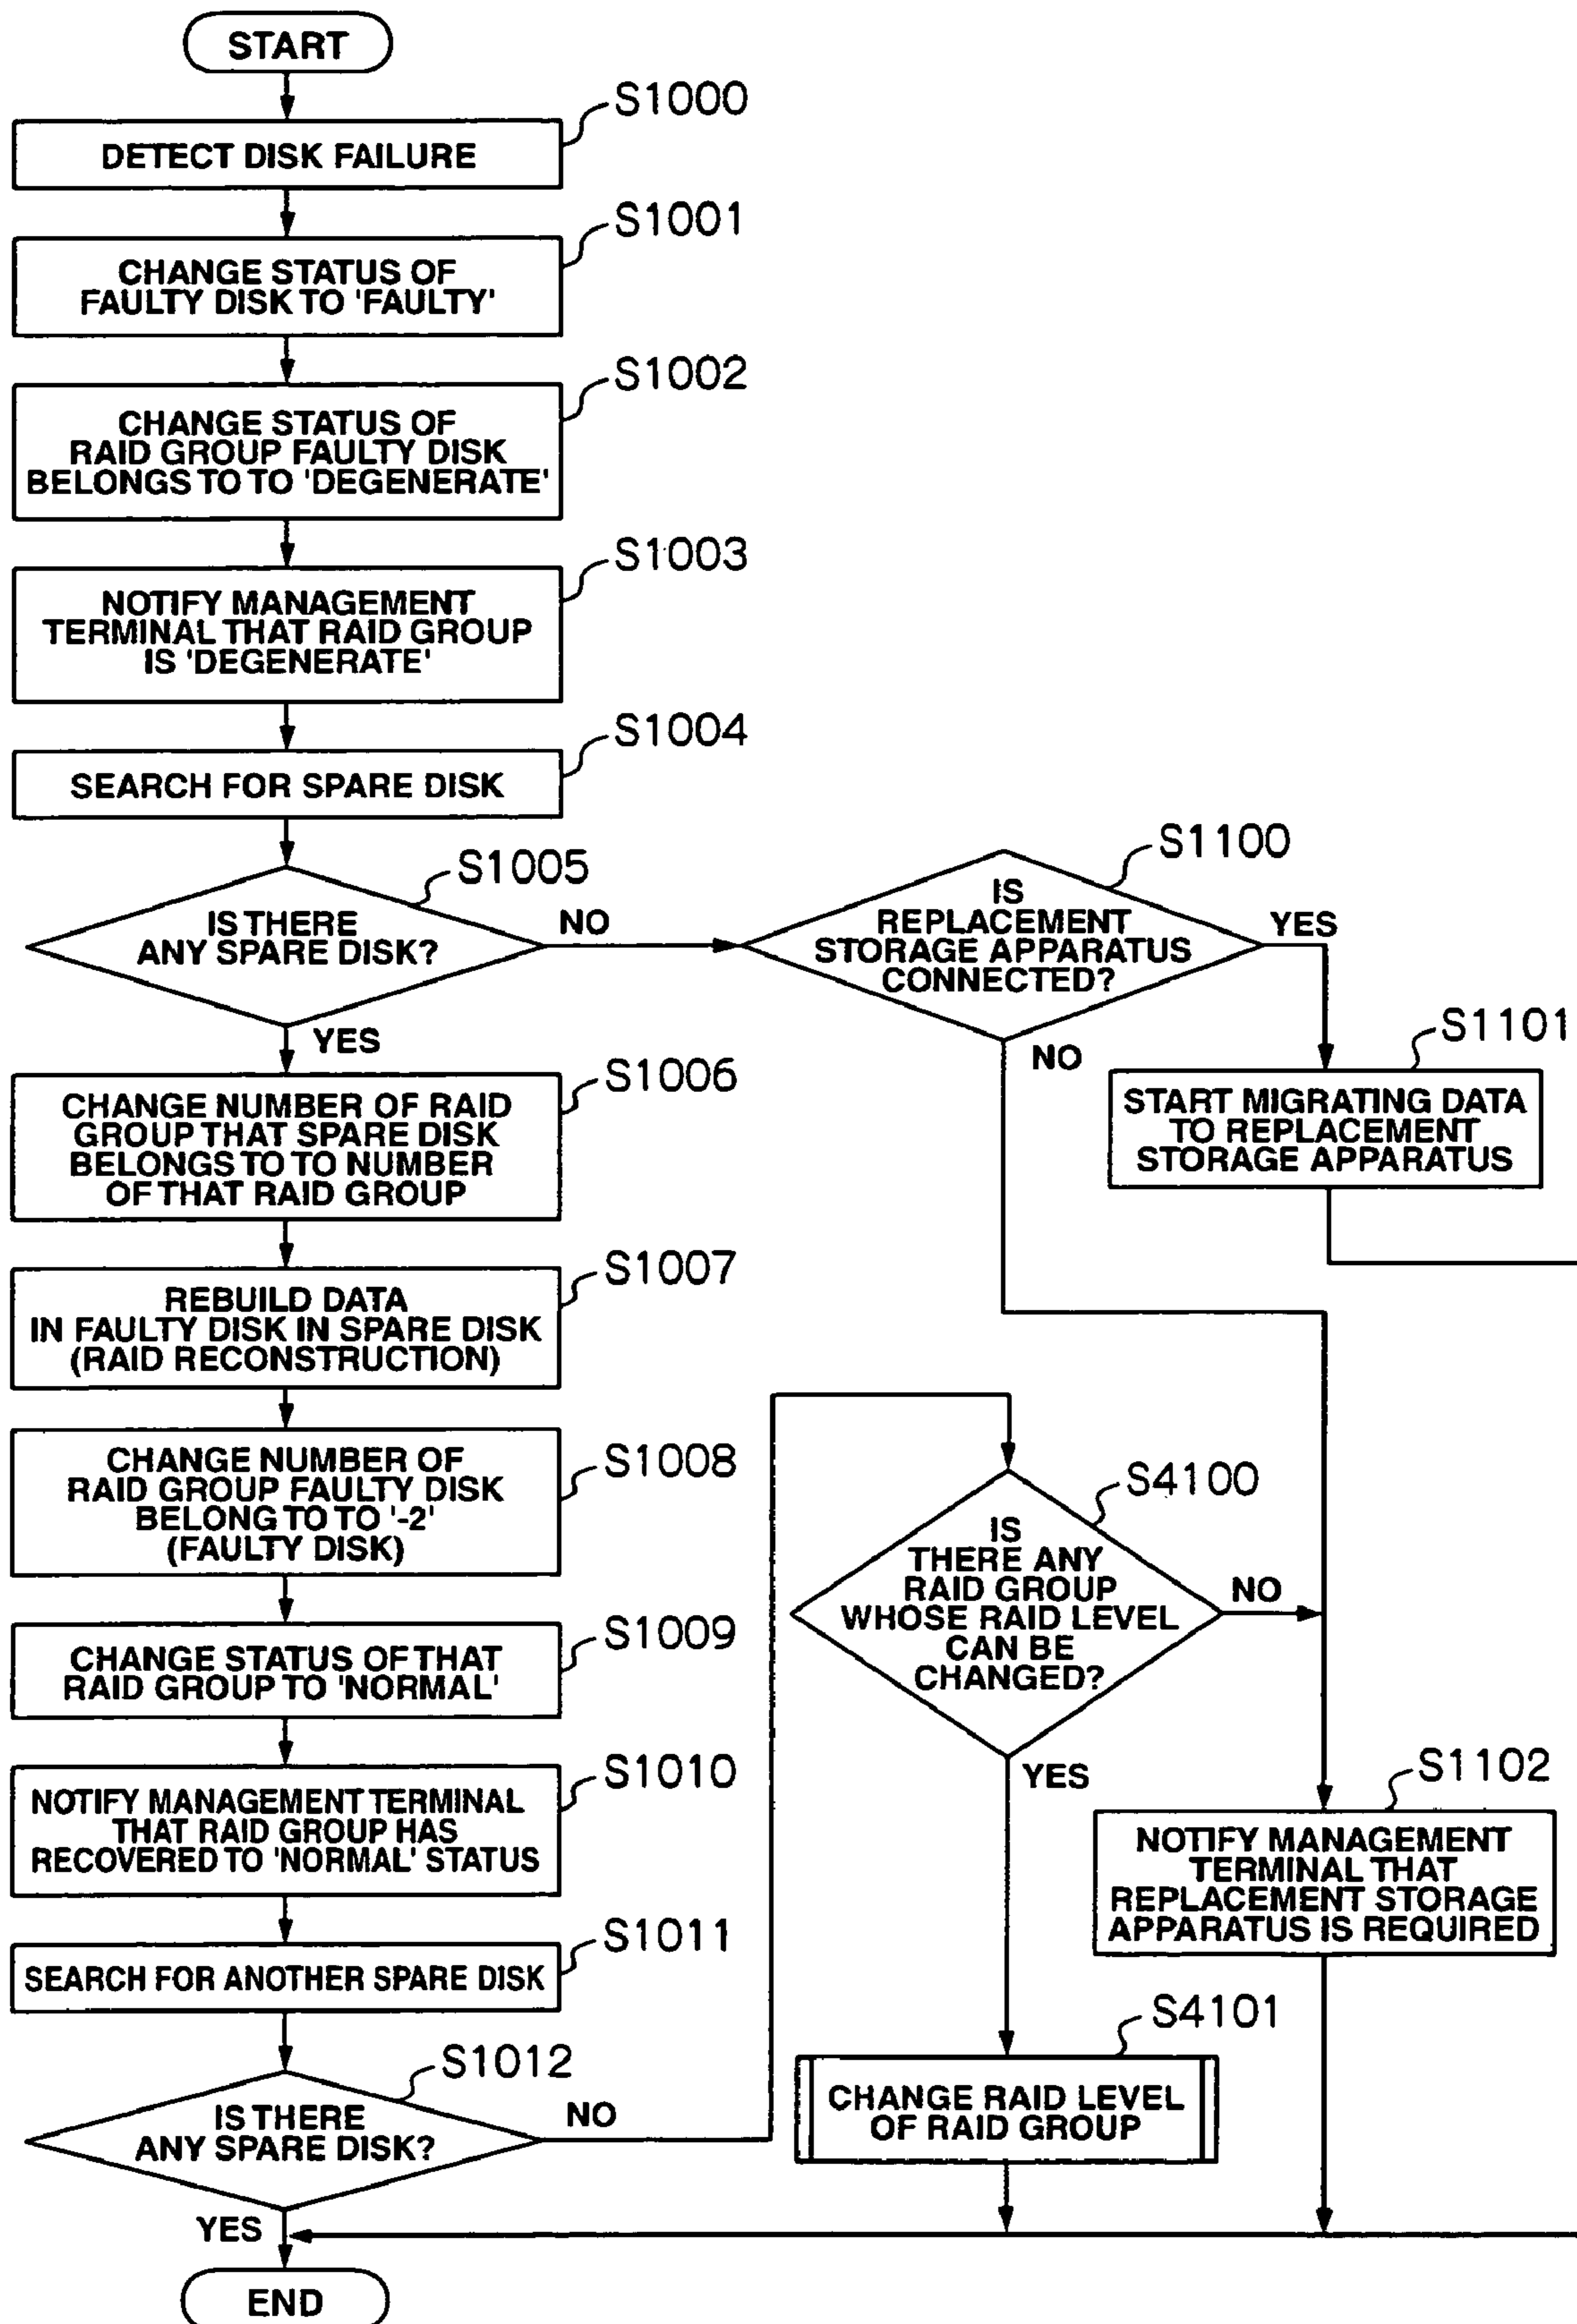 START
S1000
DETECT DISK FAILURE
S1001
CHANGE STATUS OF
FAULTY DISK TO 'FAULTY'
S1002
CHANGE STATUS OF
RAID GROUP FAULTY DISK
BELONGS TO TO 'DEGENERATE'
S1003
NOTIFY MANAGEMENT
TERMINAL THAT RAID GROUP
IS 'DEGENERATE'
S1004
SEARCH FOR SPARE DISK
S1005
IS THERE
ANY SPARE DISK?
NO
YES
S1100
IS
REPLACEMENT
STORAGE APPARATUS
CONNECTED?
YES
NO
S1101
START MIGRATING DATA
TO REPLACEMENT
STORAGE APPARATUS
S1006
CHANGE NUMBER OF RAID
GROUP THAT SPARE DISK
BELONGS TO TO NUMBER
OF THAT RAID GROUP
S1007
REBUILD DATA
IN FAULTY DISK IN SPARE DISK
(RAID RECONSTRUCTION)
S1008
CHANGE NUMBER OF
RAID GROUP FAULTY DISK
BELONG TO TO '-2'
(FAULTY DISK)
S1009
CHANGE STATUS OF THAT
RAID GROUP TO 'NORMAL'
S1010
NOTIFY MANAGEMENT TERMINAL
THAT RAID GROUP HAS
RECOVERED TO 'NORMAL' STATUS
S1011
SEARCH FOR ANOTHER SPARE DISK
S1012
IS THERE
ANY SPARE DISK?
NO
YES
S4100
IS
THERE ANY
RAID GROUP
WHOSE RAID LEVEL
CAN BE
CHANGED?
NO
YES
S1102
NOTIFY MANAGEMENT
TERMINAL THAT
REPLACEMENT STORAGE
APPARATUS IS REQUIRED
S4101
CHANGE RAID LEVEL
OF RAID GROUP
END